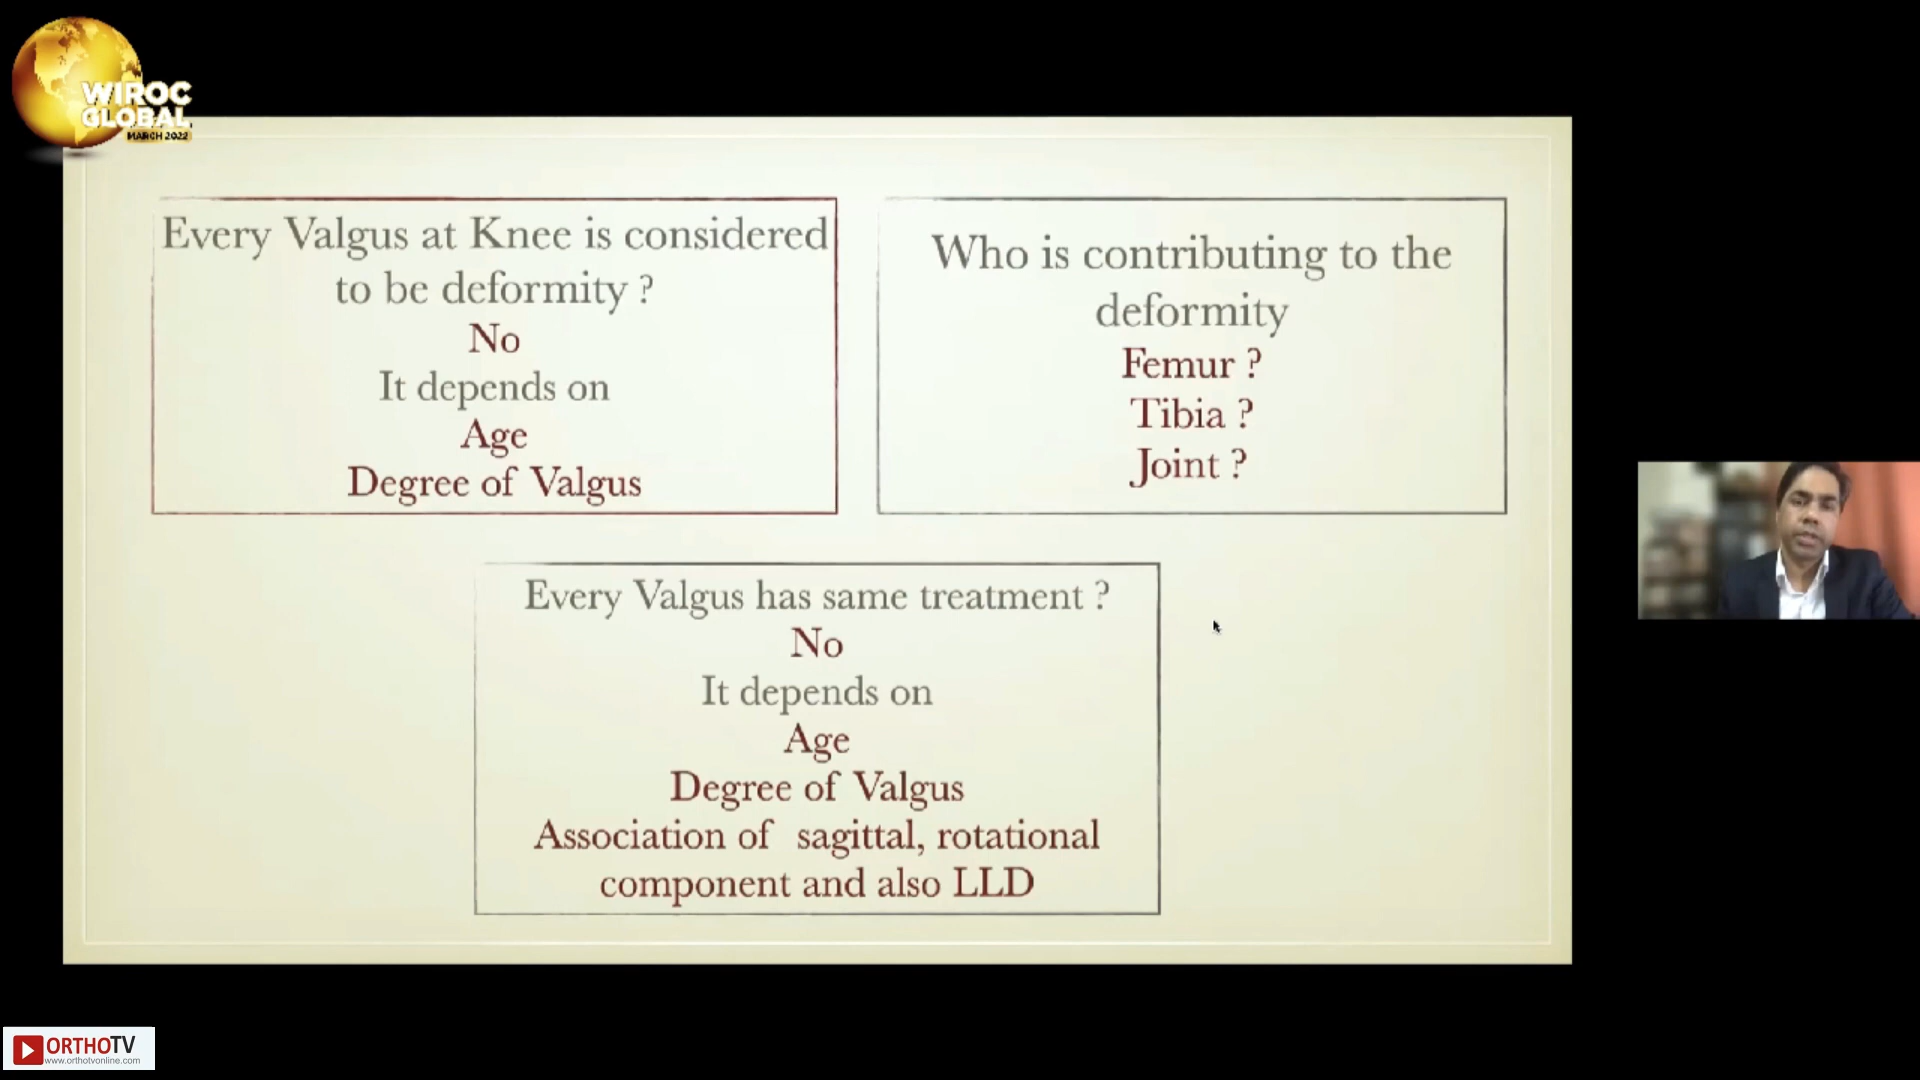 WIROC
GLOBAL
MARCH 2022
Every Valgus at Knee is considered
to be deformity ?
No
It depends on
Age
Degree of Valgus
Who is contributing to the
deformity
Femur ?
Tibia ?
Joint ?
Every Valgus has same treatment ?
No
It depends on
Age
Degree of Valgus
Association of sagittal, rotational
component and also LLD
ORTHOTV
www.orthotvonline.com